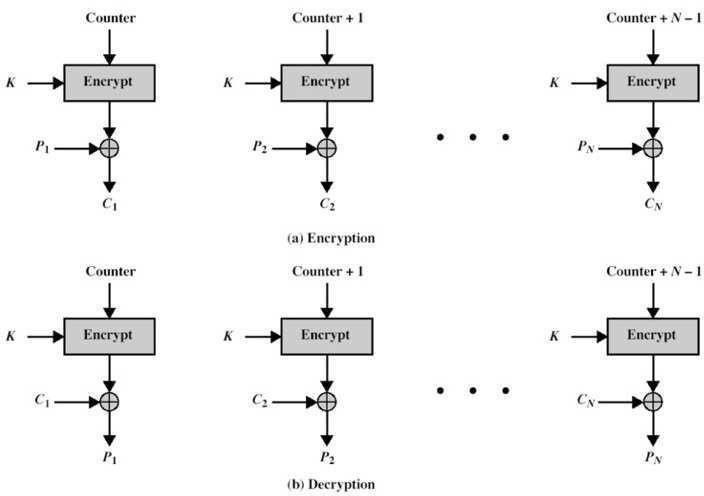 Counter Counter + 1 Counter + N – 1
K Encrypt K Encrypt K Encrypt
P1 P2 PN
C1 C2 CN
(a) Encryption
Counter Counter + 1 Counter + N – 1
K Encrypt K Encrypt K Encrypt
C1 C2 CN
P1 P2 PN
(b) Decryption